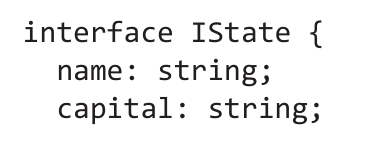 interface IState {
  name: string;
  capital: string;